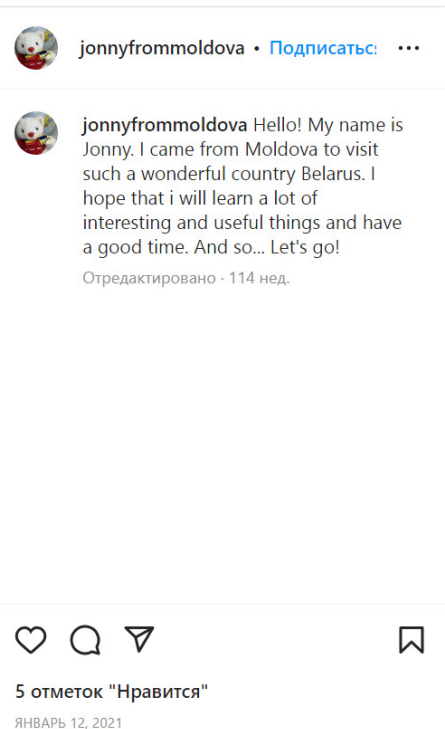 jonnyfrommoldova • Подписатьс
jonnyfrommoldova Hello! My name is
Jonny. I came from Moldova to visit
such a wonderful country Belarus. I
hope that i will learn a lot of
interesting and useful things and have
a good time. And so... Let's go!
Отредактировано · 114 нед.
5 отметок "Нравится"
ЯНВАРЬ 12, 2021